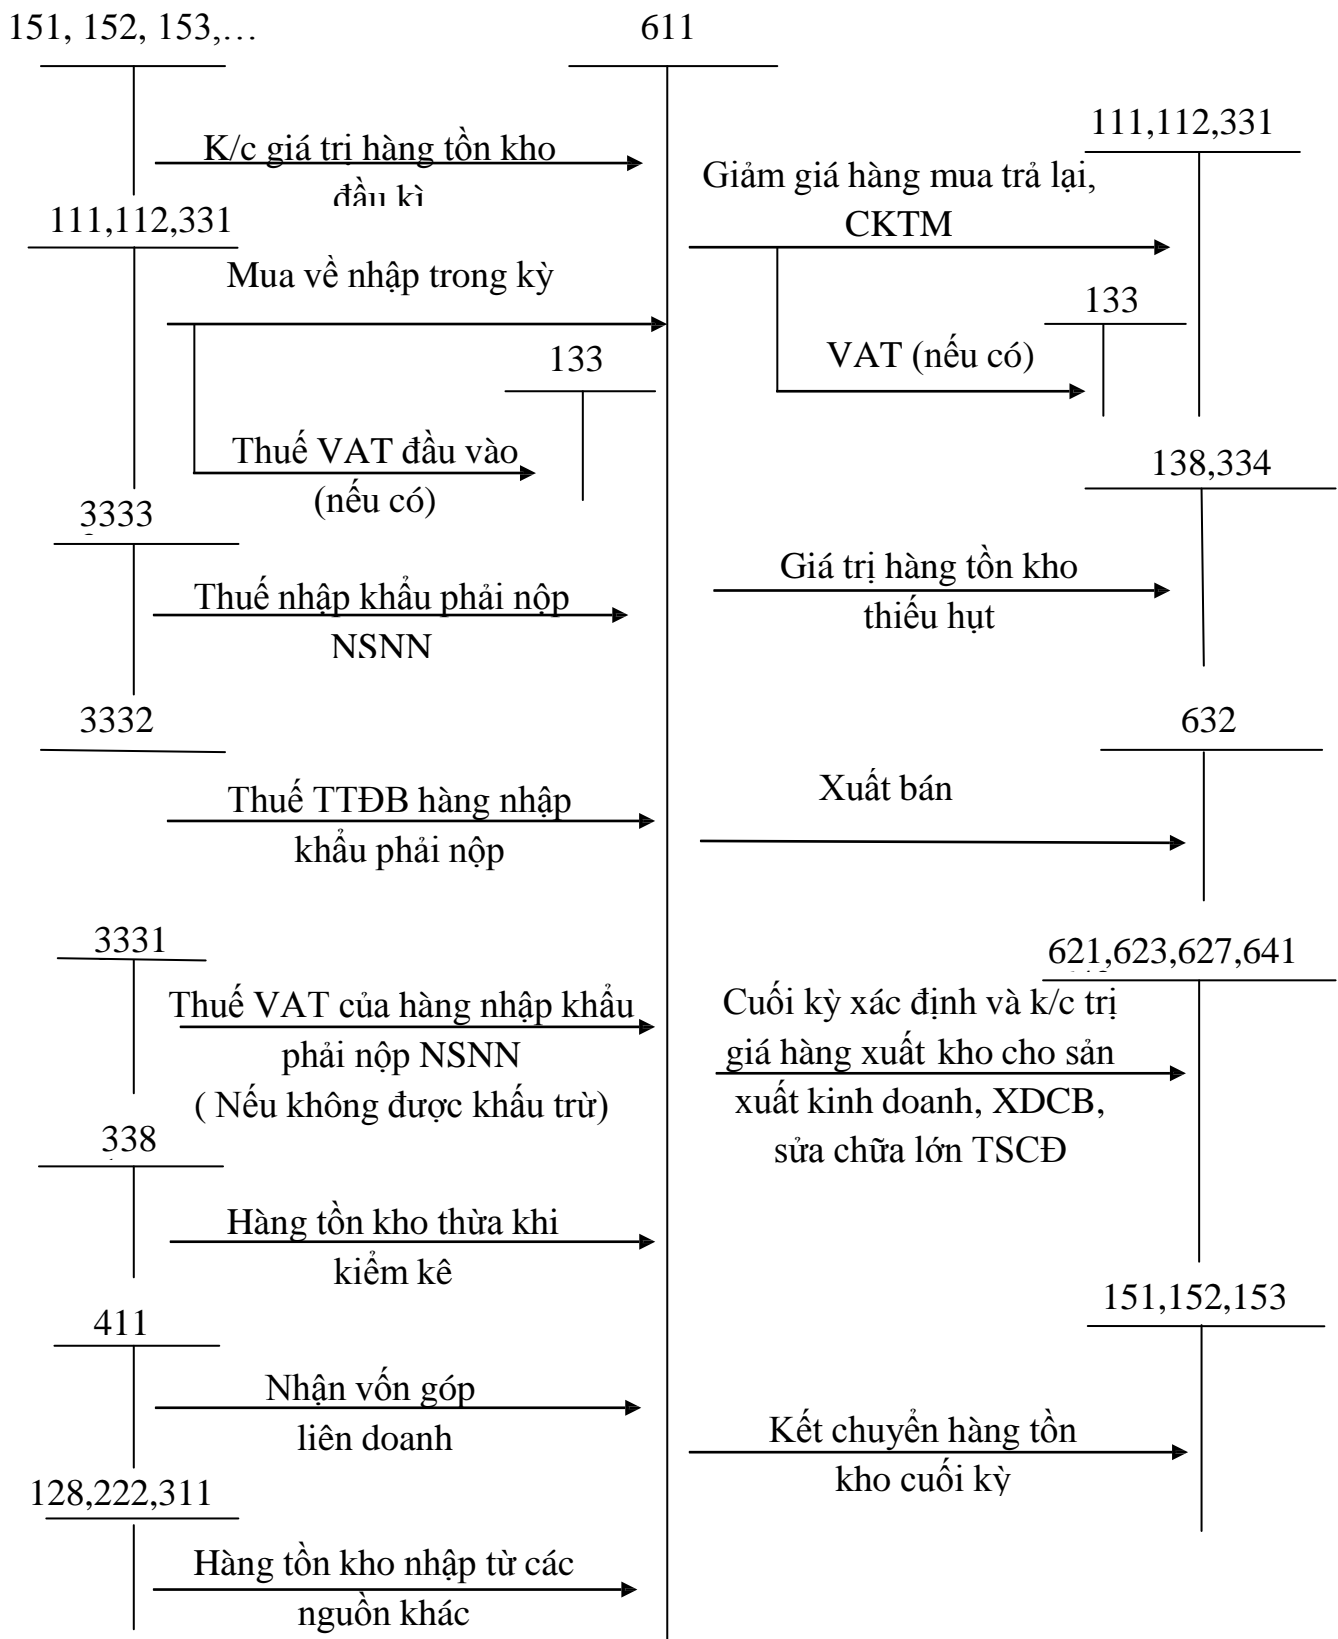 151, 152, 153,…
611
K/c giá trị hàng tồn kho
đầu kì
111,112,331
Giảm giá hàng mua trả lại,
CKTM
111,112,331
Mua về nhập trong kỳ
133
VAT (nếu có)
133
Thuế VAT đầu vào
(nếu có)
138,334
3333
Thuế nhập khẩu phải nộp
NSNN
Giá trị hàng tồn kho
thiếu hụt
3332
632
Thuế TTĐB hàng nhập
khẩu phải nộp
Xuất bán
3331
621,623,627,641
Thuế VAT của hàng nhập khẩu
phải nộp NSNN
( Nếu không được khấu trừ)
Cuối kỳ xác định và k/c trị
giá hàng xuất kho cho sản
xuất kinh doanh, XDCB,
sửa chữa lớn TSCĐ
338
Hàng tồn kho thừa khi
kiểm kê
151,152,153
411
Nhận vốn góp
liên doanh
Kết chuyển hàng tồn
kho cuối kỳ
128,222,311
Hàng tồn kho nhập từ các
nguồn khác